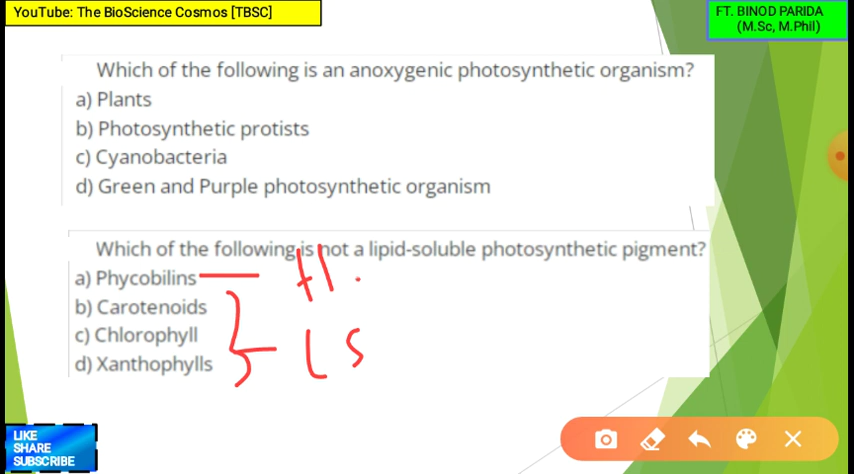 YouTube: The BioScience Cosmos [TBSC]
FT. BINOD PARIDA
(M.Sc, M.Phil)
Which of the following is an anoxygenic photosynthetic organism?
a) Plants
b) Photosynthetic protists
c) Cyanobacteria
d) Green and Purple photosynthetic organism
Which of the following is not a lipid-soluble photosynthetic pigment?
a) Phycobilins
b) Carotenoids
c) Chlorophyll
d) Xanthophylls
LS
LIKE
SHARE
SUBSCRIBE